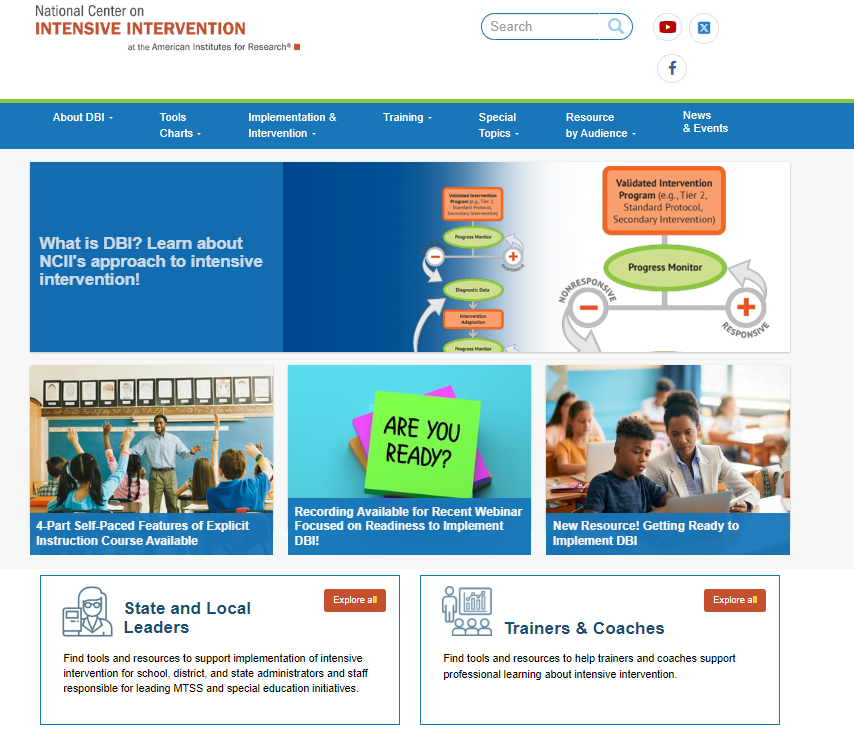 National Center on
INTENSIVE INTERVENTION
at the American Institutes for Research®
Search
About DBI
Tools
Charts
Implementation &
Intervention
Training
Special
Topics
Resource
by Audience
News
& Events
What is DBI? Learn about
NCII's approach to intensive
intervention!
Validated Intervention
Program (e.g., Tier 2,
Standard Protocol,
Secondary Intervention)
Progress Monitor
RESPONSIVE
Diagnostic Data
Intervention
Adaptation
Progress Monitor
Validated Intervention
Program (e.g., Tier 2,
Standard Protocol,
Secondary Intervention)
Progress Monitor
NONRESPONSIVE
RESPONSIVE
ARE YOU
READY?
4-Part Self-Paced Features of Explicit
Instruction Course Available
Recording Available for Recent Webinar
Focused on Readiness to Implement
DBI!
New Resource! Getting Ready to
Implement DBI
State and Local
Leaders
Explore all
Find tools and resources to support implementation of intensive
intervention for school, district, and state administrators and staff
responsible for leading MTSS and special education initiatives.
Trainers & Coaches
Explore all
Find tools and resources to help trainers and coaches support
professional learning about intensive intervention.